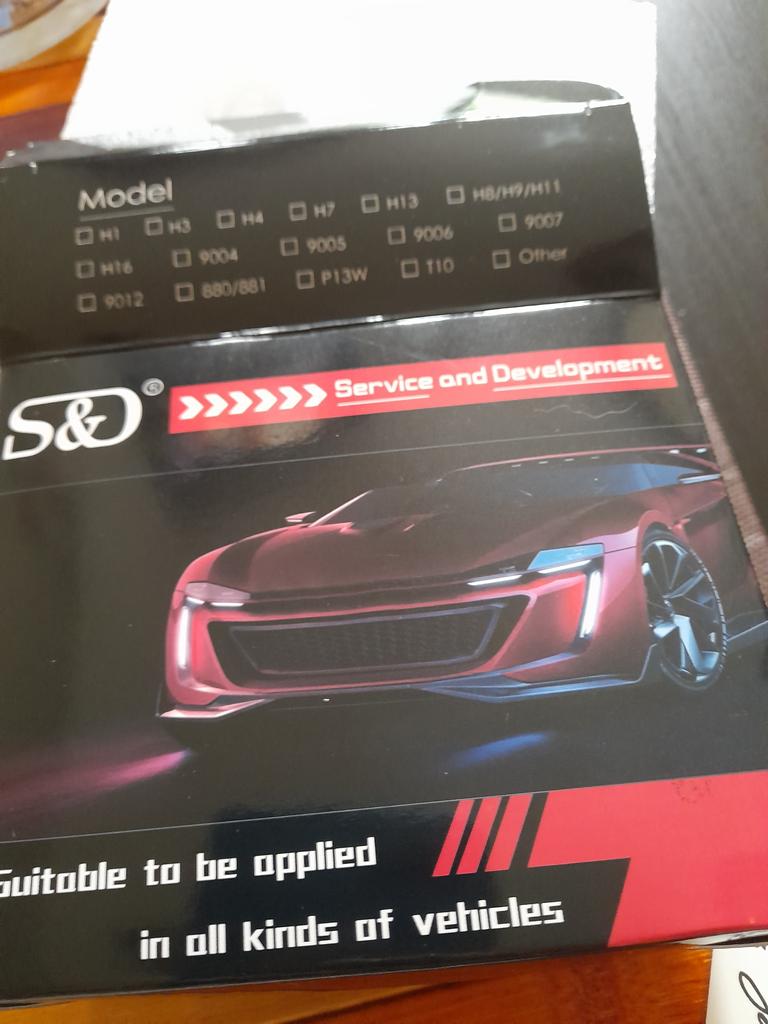 Model
☐ H1 ☐ H3 ☐ H4 ☐ H7 ☐ H13 ☐ H8/H9/H11
☐ H16 ☐ 9004 ☐ 9005 ☐ 9006 ☐ 9007
☐ 9012 ☐ 880/881 ☐ P13W ☐ T10 ☐ Other
S&D® Service and Development
Suitable to be applied
in all kinds of vehicles